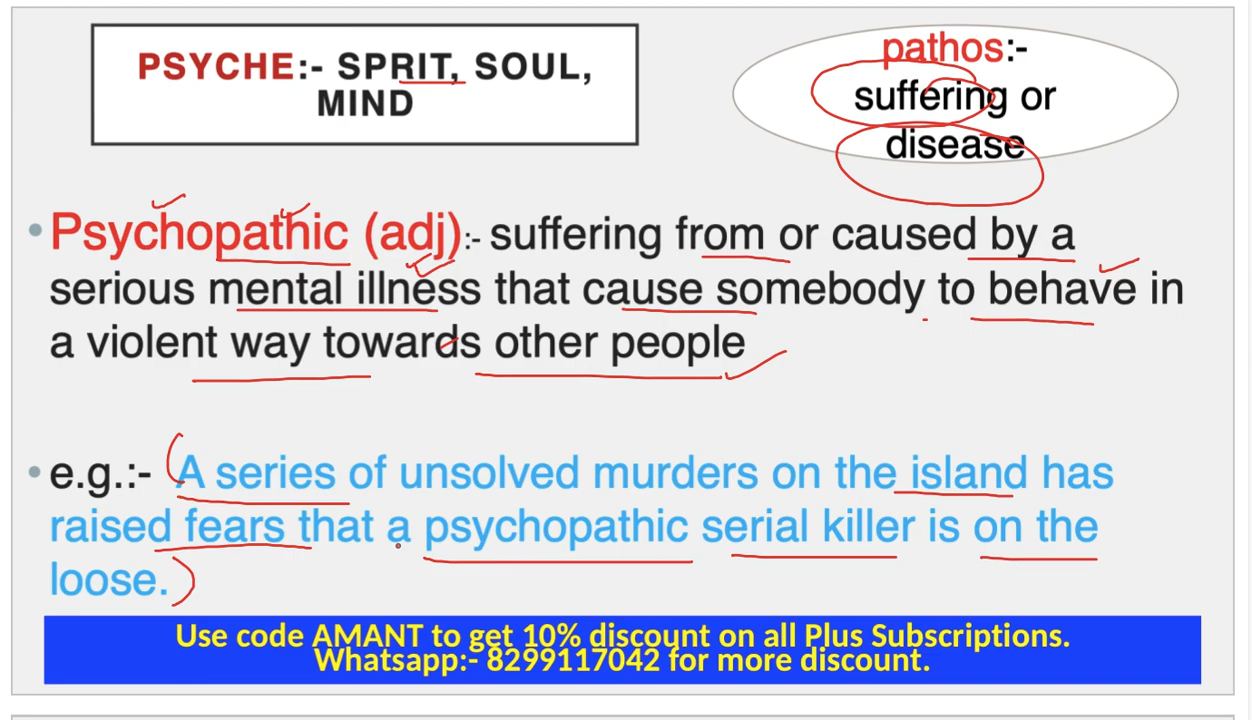 PSYCHE:- SPRIT, SOUL,
MIND
pathos:-
suffering or
disease
• Psychopathic (adj):- suffering from or caused by a
serious mental illness that cause somebody to behave in
a violent way towards other people
• e.g.:- A series of unsolved murders on the island has
raised fears that a psychopathic serial killer is on the
loose.
Use code AMANT to get 10% discount on all Plus Subscriptions.
Whatsapp:- 8299117042 for more discount.